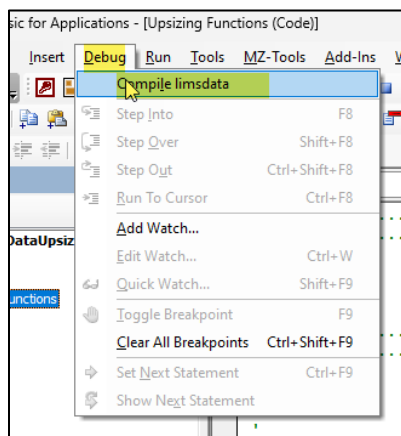 sic for Applications - [Upsizing Functions (Code)]
Insert Debug Run Tools MZ-Tools Add-Ins
Compile limsdata
Step Into F8
Step Over Shift+F8
Step Out Ctrl+Shift+F8
Run To Cursor Ctrl+F8
DataUpsiz
Add Watch...
Edit Watch... Ctrl+W
Quick Watch... Shift+F9
unctions
Toggle Breakpoint F9
Clear All Breakpoints Ctrl+Shift+F9
Set Next Statement Ctrl+F9
Show Next Statement